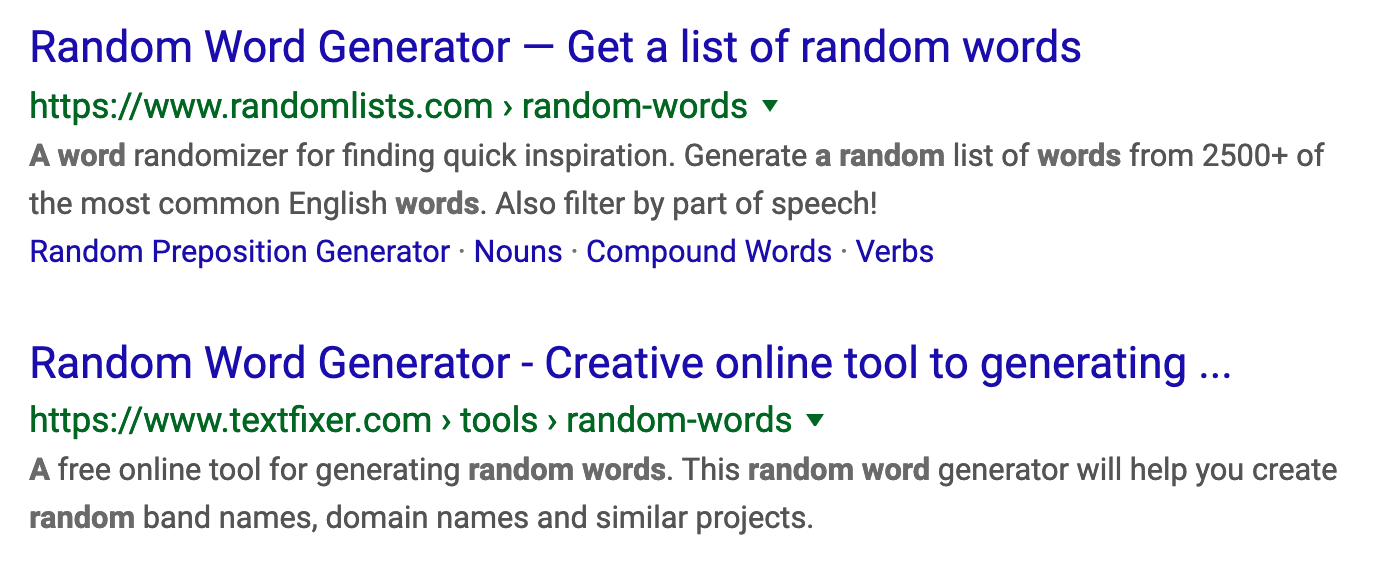 Random Word Generator — Get a list of random words
https://www.randomlists.com › random-words ▼
A word randomizer for finding quick inspiration. Generate a random list of words from 2500+ of
the most common English words. Also filter by part of speech!
Random Preposition Generator · Nouns · Compound Words · Verbs
Random Word Generator - Creative online tool to generating ...
https://www.textfixer.com › tools › random-words ▼
A free online tool for generating random words. This random word generator will help you create
random band names, domain names and similar projects.